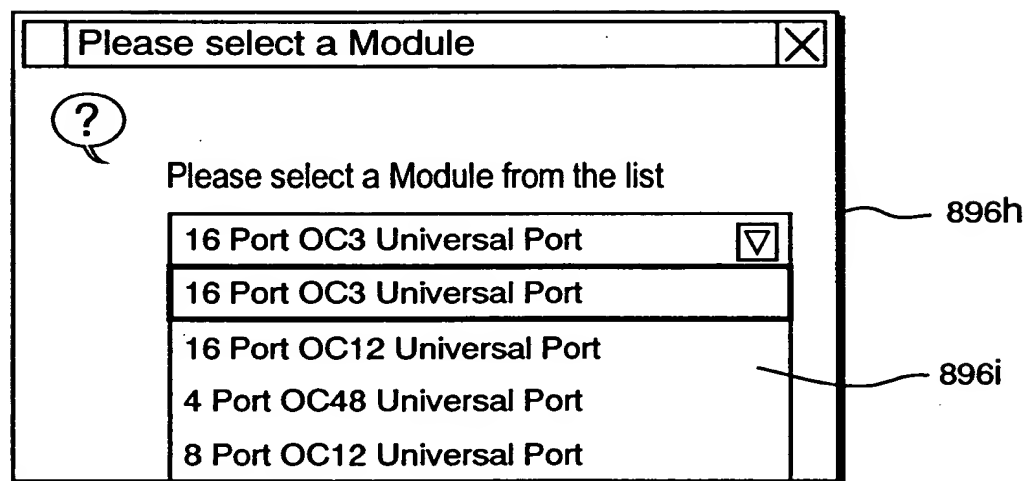 Please select a Module
?
Please select a Module from the list
896h
16 Port OC3 Universal Port
16 Port OC3 Universal Port
16 Port OC12 Universal Port
896i
4 Port OC48 Universal Port
8 Port OC12 Universal Port